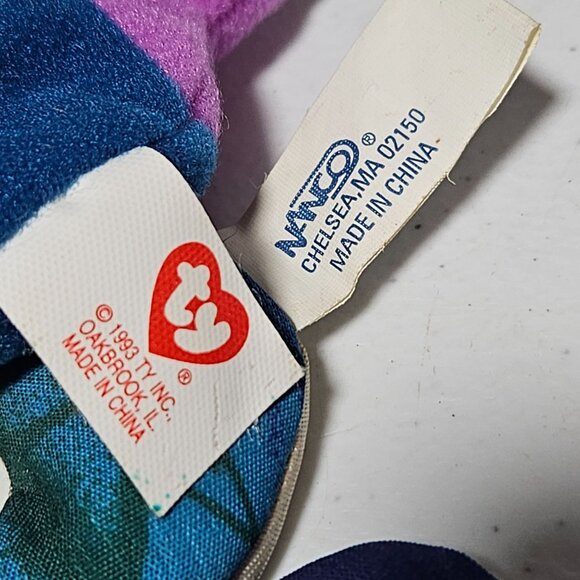 NANCO®
CHELSEA, MA 02150
MADE IN CHINA
ty ®
© 1993 TY INC.,
OAKBROOK, IL
MADE IN CHINA